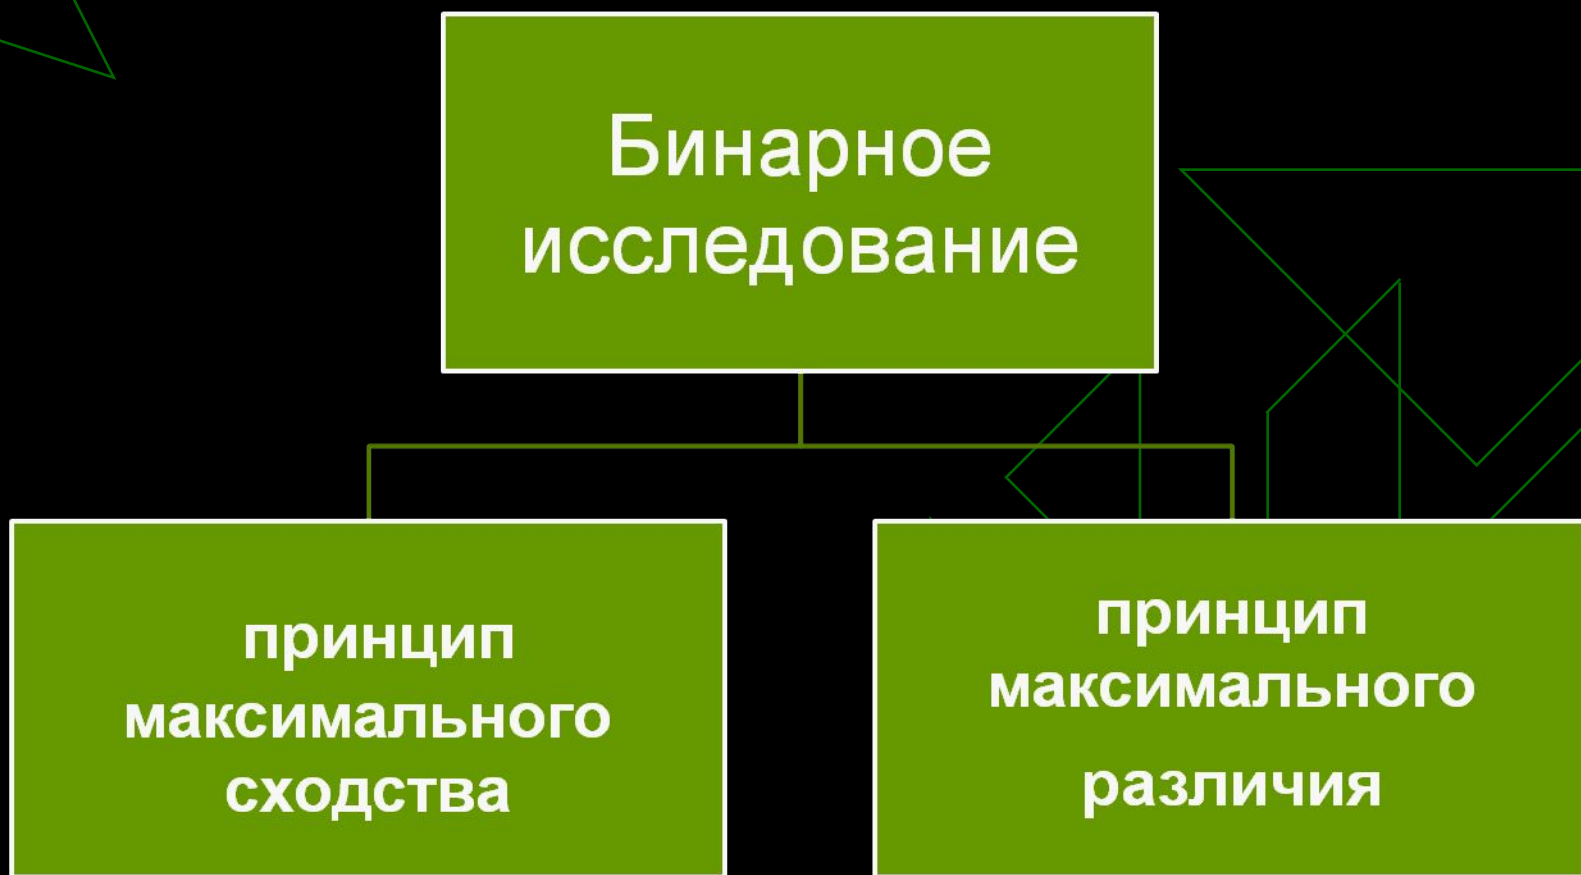 Бинарное
исследование
принцип
максимального
сходства
принцип
максимального
различия